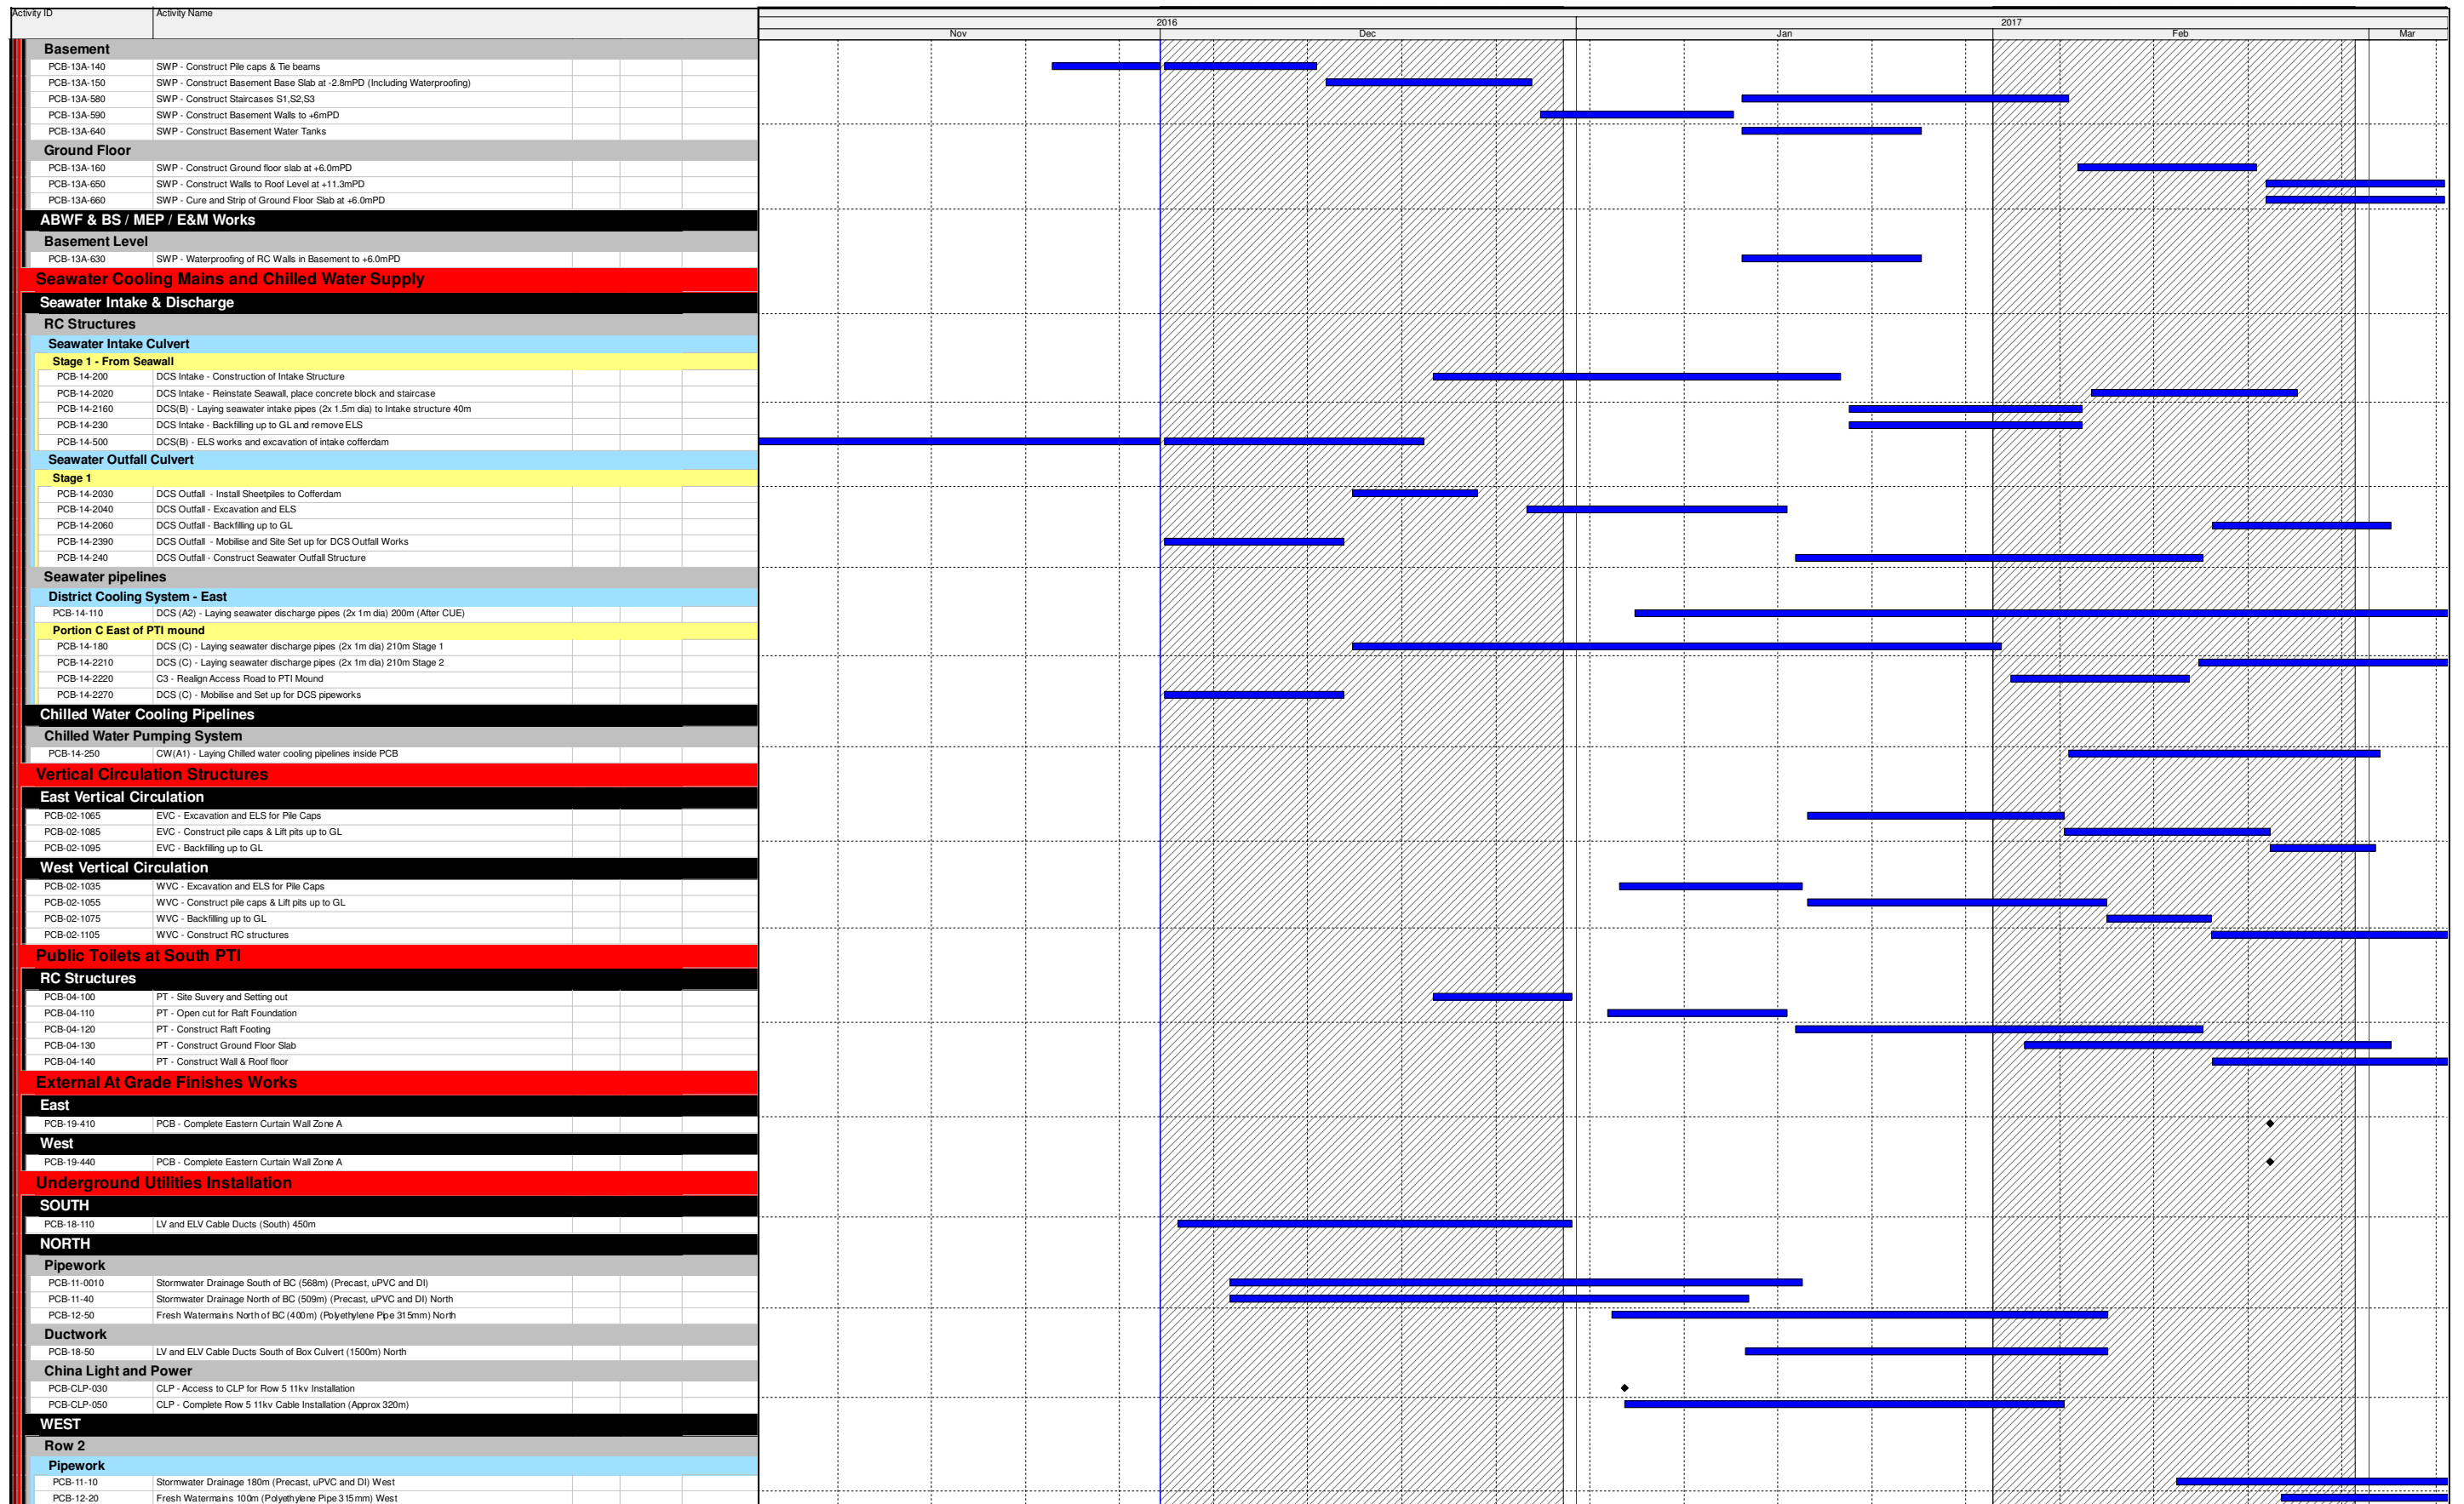 Activity ID Activity Name
2016 2017
Nov Dec Jan Feb Mar
Basement
PCB-13A-140 SWP - Construct Pile caps & Tie beams
PCB-13A-150 SWP - Construct Basement Base Slab at -2.8mPD (Including Waterproofing)
PCB-13A-580 SWP - Construct Staircases S1,S2,S3
PCB-13A-590 SWP - Construct Basement Walls to +6mPD
PCB-13A-640 SWP - Construct Basement Water Tanks
Ground Floor
PCB-13A-160 SWP - Construct Ground floor slab at +6.0mPD
PCB-13A-650 SWP - Construct Walls to Roof Level at +11.3mPD
PCB-13A-660 SWP - Cure and Strip of Ground Floor Slab at +6.0mPD
ABWF & BS / MEP / E&M Works
Basement Level
PCB-13A-630 SWP - Waterproofing of RC Walls in Basement to +6.0mPD
Seawater Cooling Mains and Chilled Water Supply
Seawater Intake & Discharge
RC Structures
Seawater Intake Culvert
Stage 1 - From Seawall
PCB-14-200 DCS Intake - Construction of Intake Structure
PCB-14-2020 DCS Intake - Reinstate Seawall, place concrete block and staircase
PCB-14-2160 DCS(B) - Laying seawater intake pipes (2x 1.5m dia) to Intake structure 40m
PCB-14-230 DCS Intake - Backfilling up to GL and remove ELS
PCB-14-500 DCS(B) - ELS works and excavation of intake cofferdam
Seawater Outfall Culvert
Stage 1
PCB-14-2030 DCS Outfall - Install Sheetpiles to Cofferdam
PCB-14-2040 DCS Outfall - Excavation and ELS
PCB-14-2060 DCS Outfall - Backfilling up to GL
PCB-14-2390 DCS Outfall - Mobilise and Site Set up for DCS Outfall Works
PCB-14-240 DCS Outfall - Construct Seawater Outfall Structure
Seawater pipelines
District Cooling System - East
PCB-14-110 DCS (A2) - Laying seawater discharge pipes (2x 1m dia) 200m (After CUE)
Portion C East of PTI mound
PCB-14-180 DCS (C) - Laying seawater discharge pipes (2x 1m dia) 210m Stage 1
PCB-14-2210 DCS (C) - Laying seawater discharge pipes (2x 1m dia) 210m Stage 2
PCB-14-2220 C3 - Realign Access Road to PTI Mound
PCB-14-2270 DCS (C) - Mobilise and Set up for DCS pipeworks
Chilled Water Cooling Pipelines
Chilled Water Pumping System
PCB-14-250 CW(A1) - Laying Chilled water cooling pipelines inside PCB
Vertical Circulation Structures
East Vertical Circulation
PCB-02-1065 EVC - Excavation and ELS for Pile Caps
PCB-02-1085 EVC - Construct pile caps & Lift pits up to GL
PCB-02-1095 EVC - Backfilling up to GL
West Vertical Circulation
PCB-02-1035 WVC - Excavation and ELS for Pile Caps
PCB-02-1055 WVC - Construct pile caps & Lift pits up to GL
PCB-02-1075 WVC - Backfilling up to GL
PCB-02-1105 WVC - Construct RC structures
Public Toilets at South PTI
RC Structures
PCB-04-100 PT - Site Suvery and Setting out
PCB-04-110 PT - Open cut for Raft Foundation
PCB-04-120 PT - Construct Raft Footing
PCB-04-130 PT - Construct Ground Floor Slab
PCB-04-140 PT - Construct Wall & Roof floor
External At Grade Finishes Works
East
PCB-19-410 PCB - Complete Eastern Curtain Wall Zone A
West
PCB-19-440 PCB - Complete Eastern Curtain Wall Zone A
Underground Utilities Installation
SOUTH
PCB-18-110 LV and ELV Cable Ducts (South) 450m
NORTH
Pipework
PCB-11-0010 Stormwater Drainage South of BC (568m) (Precast, uPVC and DI)
PCB-11-40 Stormwater Drainage North of BC (509m) (Precast, uPVC and DI) North
PCB-12-50 Fresh Watermains North of BC (400m) (Polyethylene Pipe 315mm) North
Ductwork
PCB-18-50 LV and ELV Cable Ducts South of Box Culvert (1500m) North
China Light and Power
PCB-CLP-030 CLP - Access to CLP for Row 5 11kv Installation
PCB-CLP-050 CLP - Complete Row 5 11kv Cable Installation (Approx 320m)
WEST
Row 2
Pipework
PCB-11-10 Stormwater Drainage 180m (Precast, uPVC and DI) West
PCB-12-20 Fresh Watermains 100m (Polyethylene Pipe 315mm) West